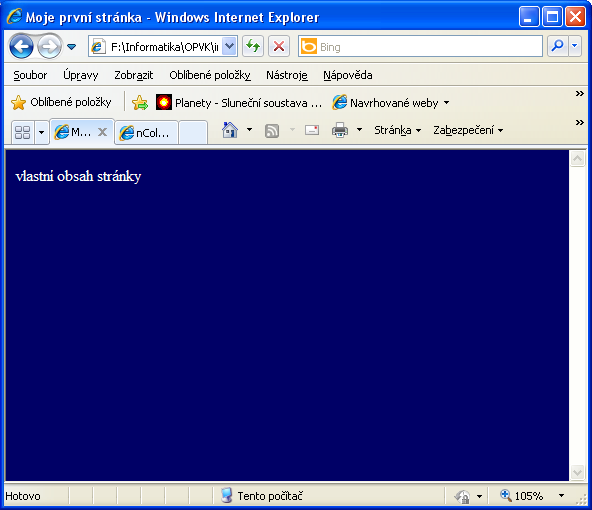 Moje první stránka - Windows Internet Explorer
F:\Informatika\OPVK\ Bing
Soubor Úpravy Zobrazit Oblíbené položky Nástroje Nápověda
Oblíbené položky Planety - Sluneční soustava ... Navrhované weby
M... nCol... Stránka Zabezpečení
vlastní obsah stránky
Hotovo Tento počítač 105%